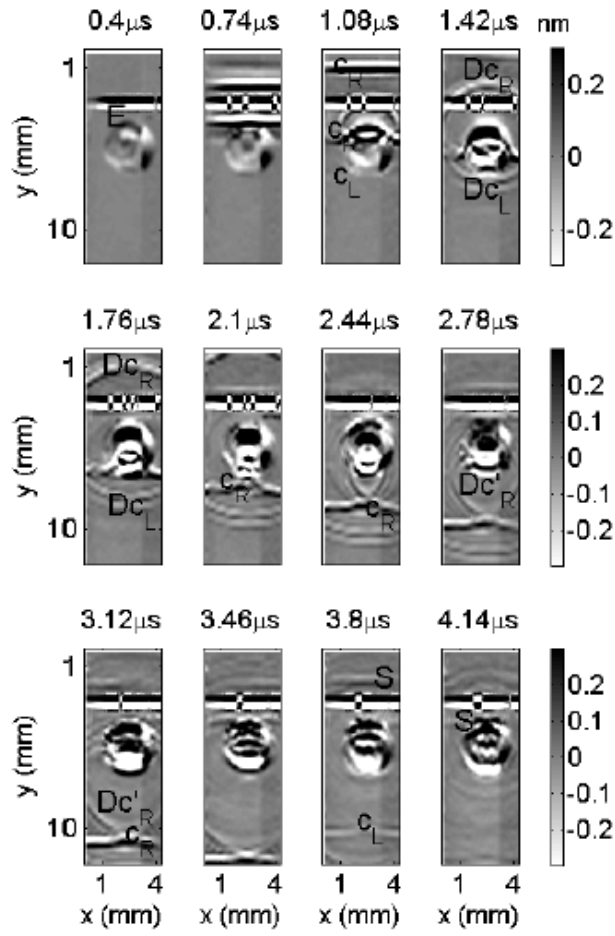 0.4μs 0.74μs 1.08μs 1.42μs nm
1 c_R Dc_R 0.2
E c_R 0
y (mm) c_L Dc_L -0.2
10
1.76μs 2.1μs 2.44μs 2.78μs
1 Dc_R 0.2
0.1
y (mm) c_R Dc'_R 0
Dc_L c_R -0.1
10 -0.2
3.12μs 3.46μs 3.8μs 4.14μs
1 S 0.2
S 0.1
y (mm) Dc'_R 0
10 c_R c_L -0.1
-0.2
1 4 1 4 1 4 1 4
x (mm) x (mm) x (mm) x (mm)